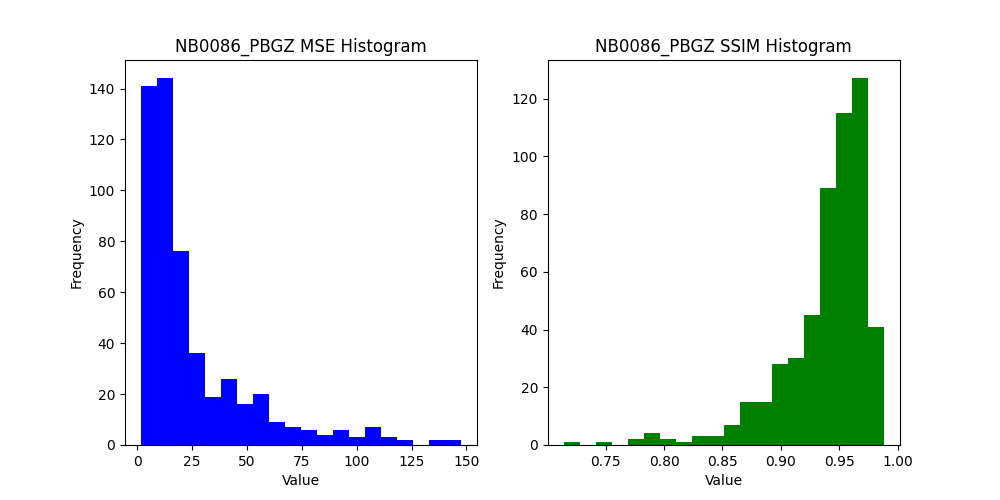 NB0086_PBGZ MSE Histogram
Frequency
140
120
100
80
60
40
20
0
0 25 50 75 100 125 150
Value
NB0086_PBGZ SSIM Histogram
Frequency
120
100
80
60
40
20
0
0.75 0.80 0.85 0.90 0.95 1.00
Value